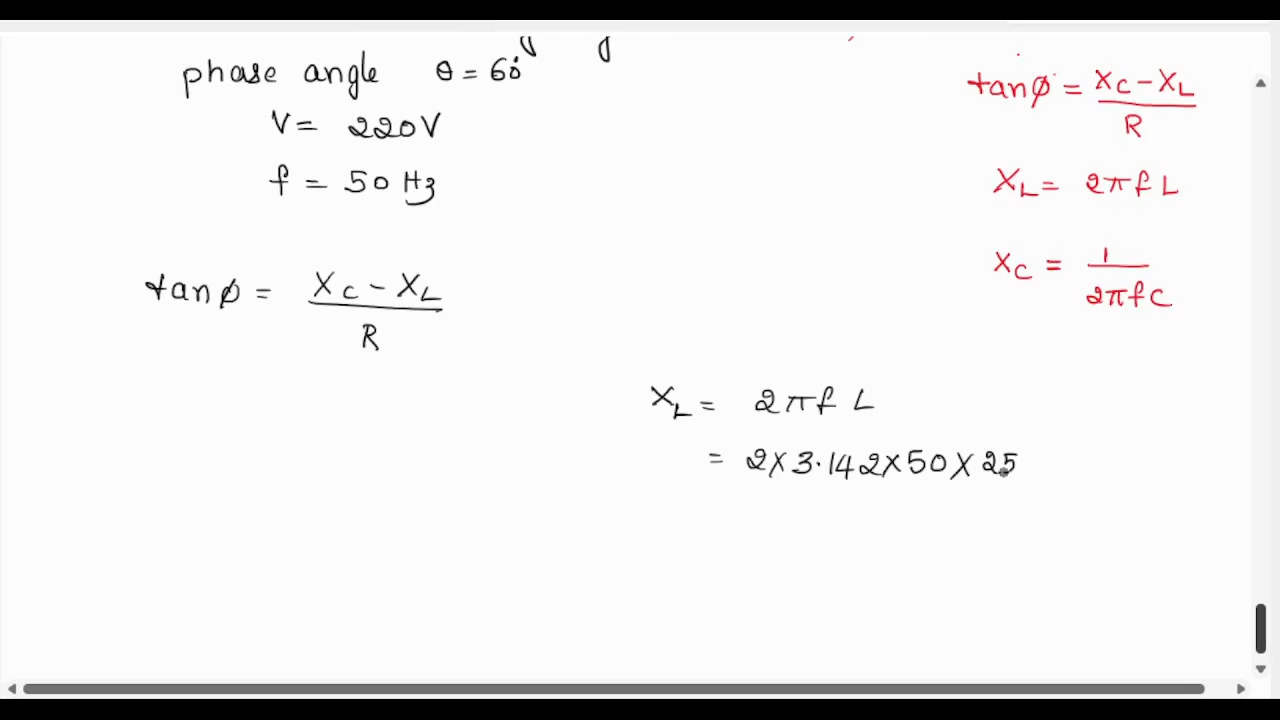 phase angle θ = 60°
V = 220V
f = 50 Hz
tanφ = XC - XL / R
tanφ = XC - XL / R
XL = 2πf L
XC = 1 / 2πfC
XL = 2πf L
= 2 X 3.142 X 50 X 25